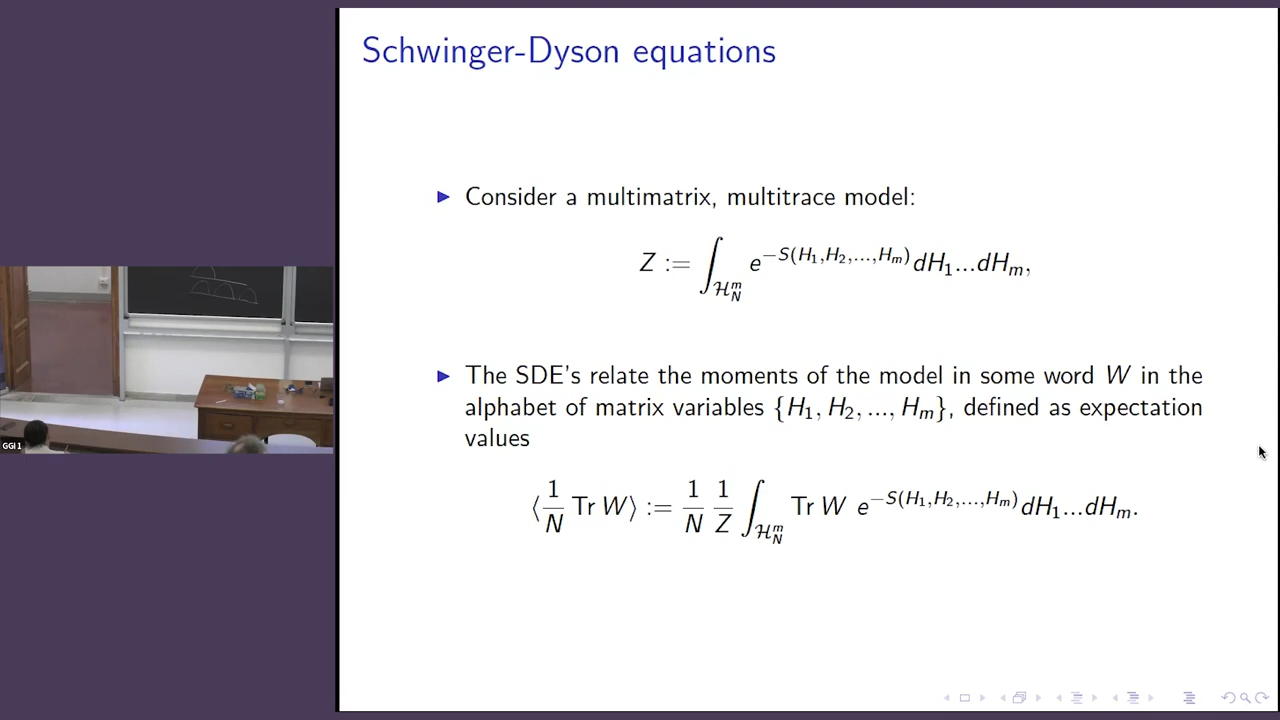 Schwinger-Dyson equations
▶ Consider a multimatrix, multitrace model:
Z := ∫_{ℋ_N^m} e^{−S(H_1,H_2,...,H_m)} dH_1...dH_m,
▶ The SDE's relate the moments of the model in some word W in the
alphabet of matrix variables {H_1, H_2, ..., H_m}, defined as expectation
values
⟨1/N Tr W⟩ := 1/N 1/Z ∫_{ℋ_N^m} Tr W e^{−S(H_1,H_2,...,H_m)} dH_1...dH_m.
GGI 1